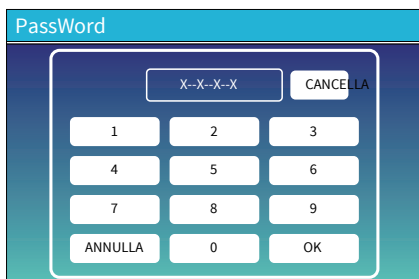 PassWord
X--X--X--X CANCELLA
1 2 3
4 5 6
7 8 9
ANNULLA 0 OK